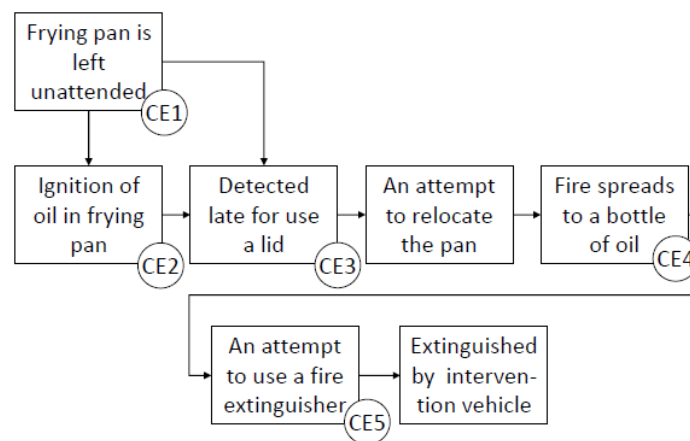 Frying pan is
left
unattended
CE1
Ignition of
oil in frying
pan
CE2
Detected
late for use
a lid
CE3
An attempt
to relocate
the pan
Fire spreads
to a bottle
of oil
CE4
An attempt
to use a fire
extinguisher
CE5
Extinguished
by interven-
tion vehicle